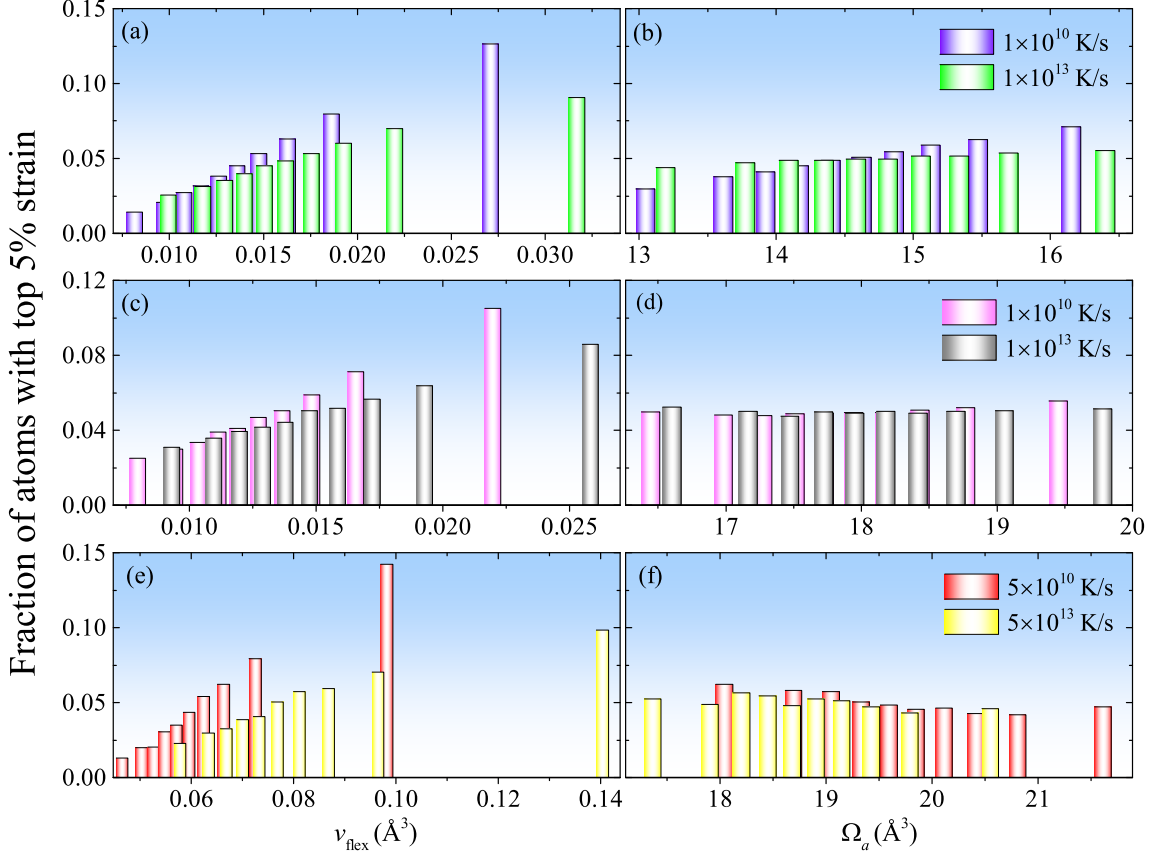 Fraction of atoms with top 5% strain
(a)
0.15
0.10
0.05
0.00
0.010 0.015 0.020 0.025 0.030
(b)
1×10¹⁰ K/s
1×10¹³ K/s
13 14 15 16
(c)
0.12
0.08
0.04
0.00
0.010 0.015 0.020 0.025
(d)
1×10¹⁰ K/s
1×10¹³ K/s
17 18 19 20
(e)
0.15
0.10
0.05
0.00
0.06 0.08 0.10 0.12 0.14
v_flex (Å³)
(f)
5×10¹⁰ K/s
5×10¹³ K/s
18 19 20 21
Ω_a (Å³)